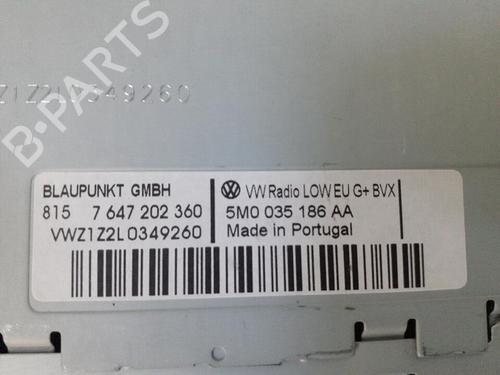 Z1Z2L0349260
B-PARTS
BLAUPUNKT GMBH
815 7 647 202 360
VWZ1Z2L0349260
VW Radio LOW EU G+ BVX
5M0 035 186 AA
Made in Portugal